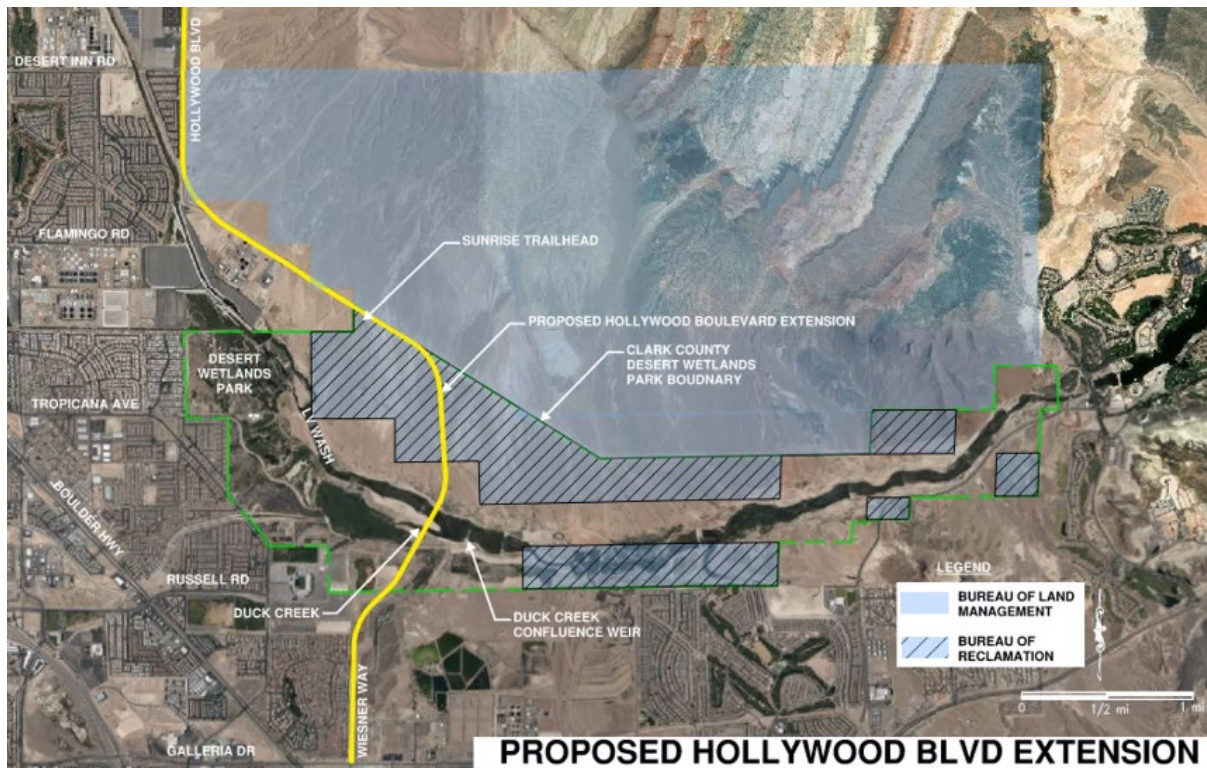 HOLLYWOOD BLVD
DESERT INN RD
FLAMINGO RD
SUNRISE TRAILHEAD
PROPOSED HOLLYWOOD BOULEVARD EXTENSION
CLARK COUNTY
DESERT WETLANDS
PARK BOUDNARY
DESERT
WETLANDS
PARK
TROPICANA AVE
LV WASH
BOULDER HWY
RUSSELL RD
DUCK CREEK
DUCK CREEK
CONFLUENCE WEIR
WIESNER WAY
GALLERIA DR
LEGEND
BUREAU OF LAND
MANAGEMENT
BUREAU OF
RECLAMATION
0 1/2 mi 1 mi
PROPOSED HOLLYWOOD BLVD EXTENSION